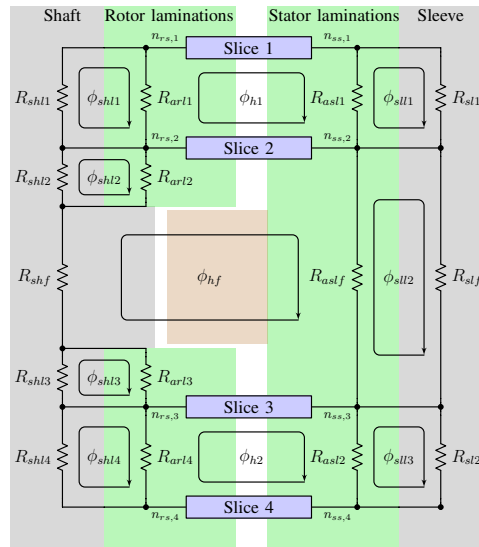 Shaft Rotor laminations Stator laminations Sleeve
n_{rs,1} Slice 1 n_{ss,1}
R_{shl1} ϕ_{shl1} R_{arl1} ϕ_{h1} R_{asl1} ϕ_{sll1} R_{sl1}
n_{rs,2} Slice 2 n_{ss,2}
R_{shl2} ϕ_{shl2} R_{arl2}
R_{shf} ϕ_{hf} R_{aslf} ϕ_{sll2} R_{slf}
R_{shl3} ϕ_{shl3} R_{arl3}
n_{rs,3} Slice 3 n_{ss,3}
R_{shl4} ϕ_{shl4} R_{arl4} ϕ_{h2} R_{asl2} ϕ_{sll3} R_{sl2}
n_{rs,4} Slice 4 n_{ss,4}